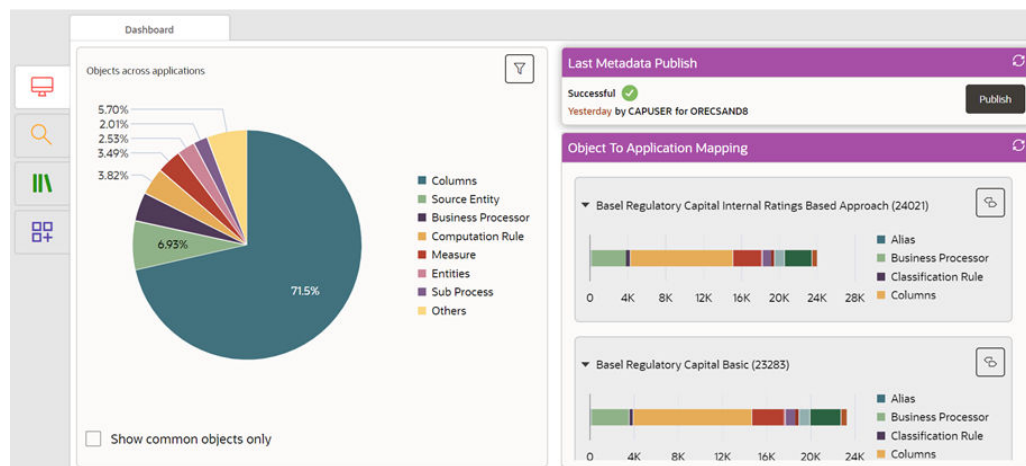 Dashboard
Objects across applications
5.70%
2.01%
2.53%
3.49%
3.82%
6.93%
71.5%
Columns
Source Entity
Business Processor
Computation Rule
Measure
Entities
Sub Process
Others
Show common objects only
Last Metadata Publish
Successful
Yesterday by CAPUSER for ORECSAND8
Publish
Object To Application Mapping
Basel Regulatory Capital Internal Ratings Based Approach (24021)
Alias
Business Processor
Classification Rule
Columns
0 4K 8K 12K 16K 20K 24K 28K
Basel Regulatory Capital Basic (23283)
Alias
Business Processor
Classification Rule
Columns
0 4K 8K 12K 16K 20K 24K